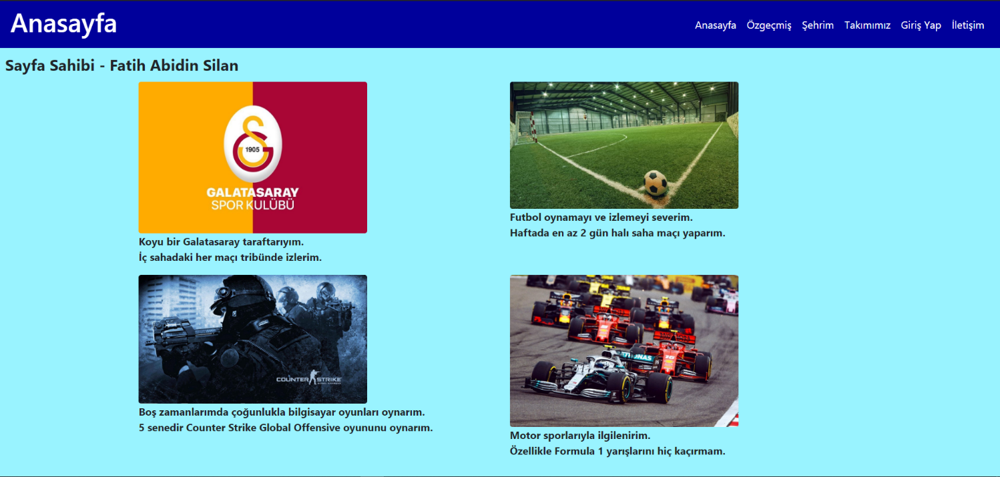 Anasayfa
Anasayfa Özgeçmiş Şehrim Takımımız Giriş Yap İletişim
Sayfa Sahibi - Fatih Abidin Silan
1905
GALATASARAY
SPOR KULÜBÜ
Koyu bir Galatasaray taraftarıyım.
İç sahadaki her maçı tribünde izlerim.
Futbol oynamayı ve izlemeyi severim.
Haftada en az 2 gün halı saha maçı yaparım.
COUNTER STRIKE
Boş zamanlarımda çoğunlukla bilgisayar oyunları oynarım.
5 senedir Counter Strike Global Offensive oyununu oynarım.
16
Motor sporlarıyla ilgilenirim.
Özellikle Formula 1 yarışlarını hiç kaçırmam.